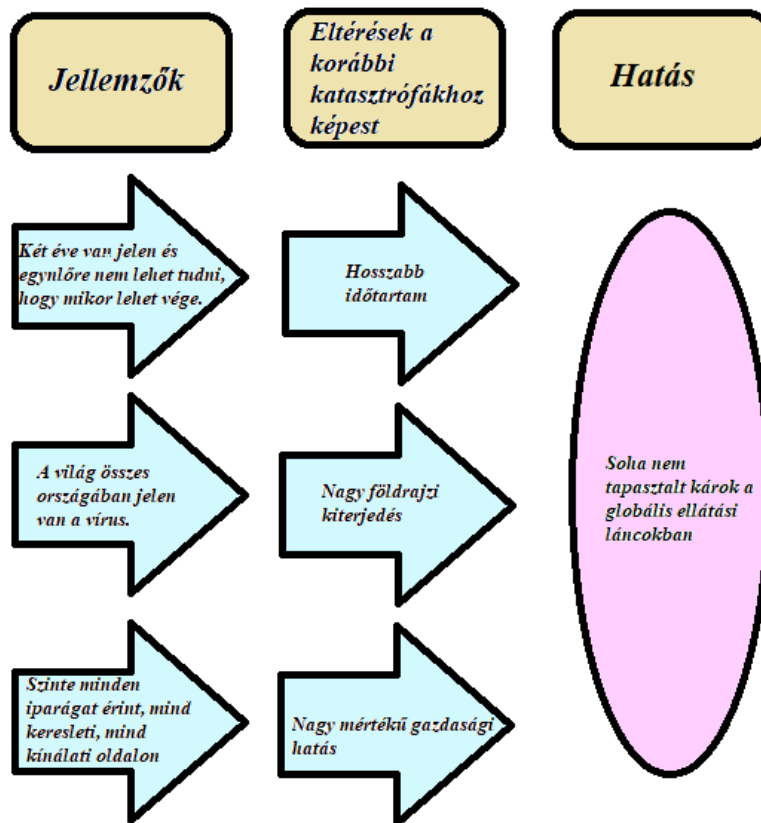 Jellemzők
Eltérések a
korábbi
katasztrófákhoz
képest
Hatás
Két éve van jelen és
egynlőre nem lehet tudni,
hogy mikor lehet vége.
Hosszabb
időtartam
A világ összes
országában jelen
van a vírus.
Nagy földrajzi
kiterjedés
Soha nem
tapasztalt károk a
globális ellátási
láncokban
Szinte minden
iparágat érint, mind
keresleti, mind
kínálati oldalon
Nagy mértékű gazdasági
hatás